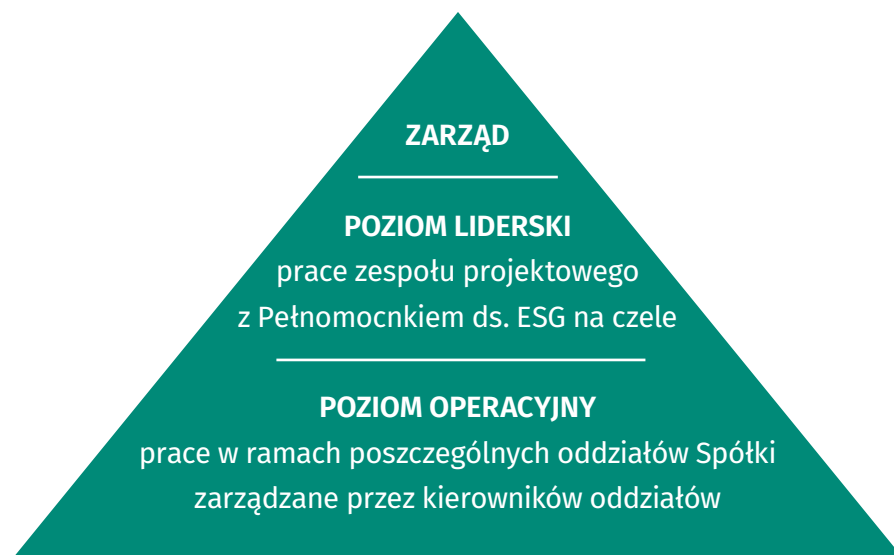 ZARZĄD
POZIOM LIDERSKI
prace zespołu projektowego
z Pełnomocnkiem ds. ESG na czele
POZIOM OPERACYJNY
prace w ramach poszczególnych oddziałów Spółki
zarządzane przez kierowników oddziałów